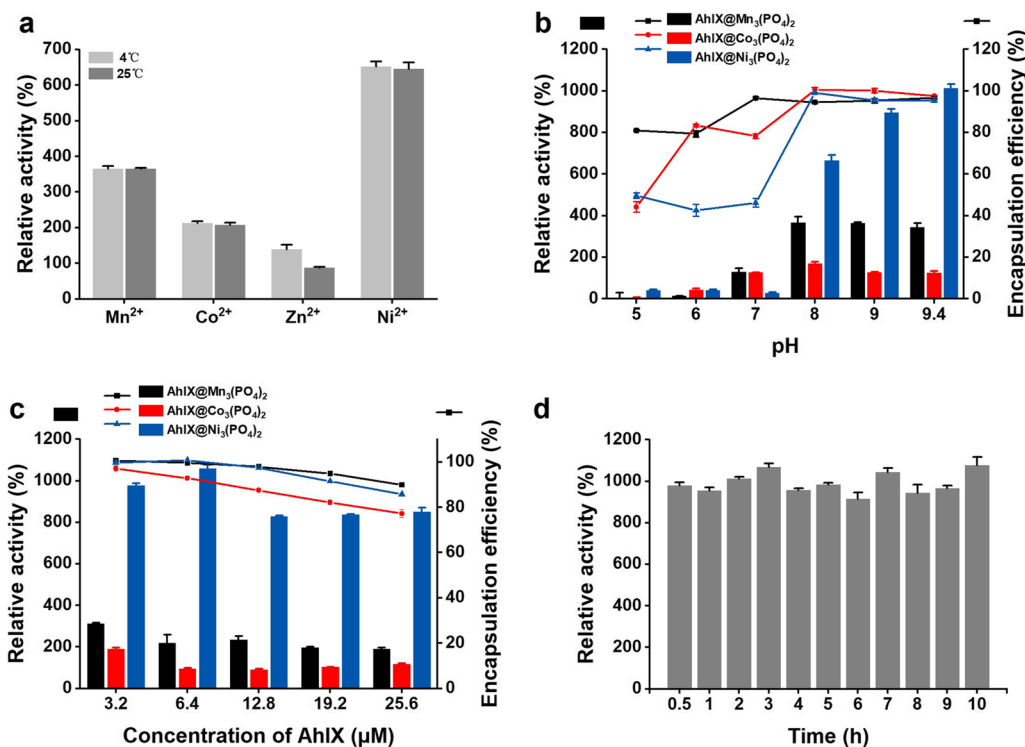 a
4℃
25℃
Relative activity (%)
700
600
500
400
300
200
100
0
Mn²⁺ Co²⁺ Zn²⁺ Ni²⁺
b
AhlX@Mn₃(PO₄)₂
AhlX@Co₃(PO₄)₂
AhlX@Ni₃(PO₄)₂
Relative activity (%)
1200
1000
800
600
400
200
0
5 6 7 8 9 9.4
pH
120
100
80
60
40
20
0
Encapsulation efficiency (%)
c
AhlX@Mn₃(PO₄)₂
AhlX@Co₃(PO₄)₂
AhlX@Ni₃(PO₄)₂
Relative activity (%)
1200
1000
800
600
400
200
0
3.2 6.4 12.8 19.2 25.6
Concentration of AhlX (μM)
100
80
60
40
20
0
Encapsulation efficiency (%)
d
Relative activity (%)
1200
1000
800
600
400
200
0
0.5 1 2 3 4 5 6 7 8 9 10
Time (h)